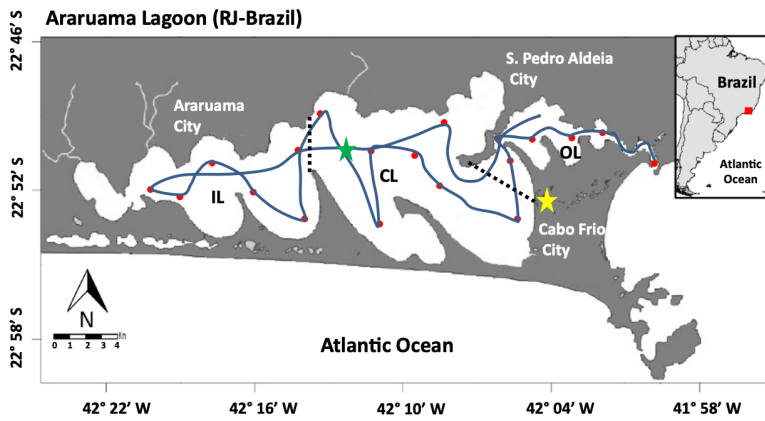 Araruama Lagoon (RJ-Brazil)
22° 46' S
22° 52' S
22° 58' S
S. Pedro Aldeia
City
Araruama
City
IL
CL
OL
Cabo Frio
City
N
0 1 2 3 4 Km
Atlantic Ocean
Brazil
Atlantic
Ocean
42° 22' W
42° 16' W
42° 10' W
42° 04' W
41° 58' W